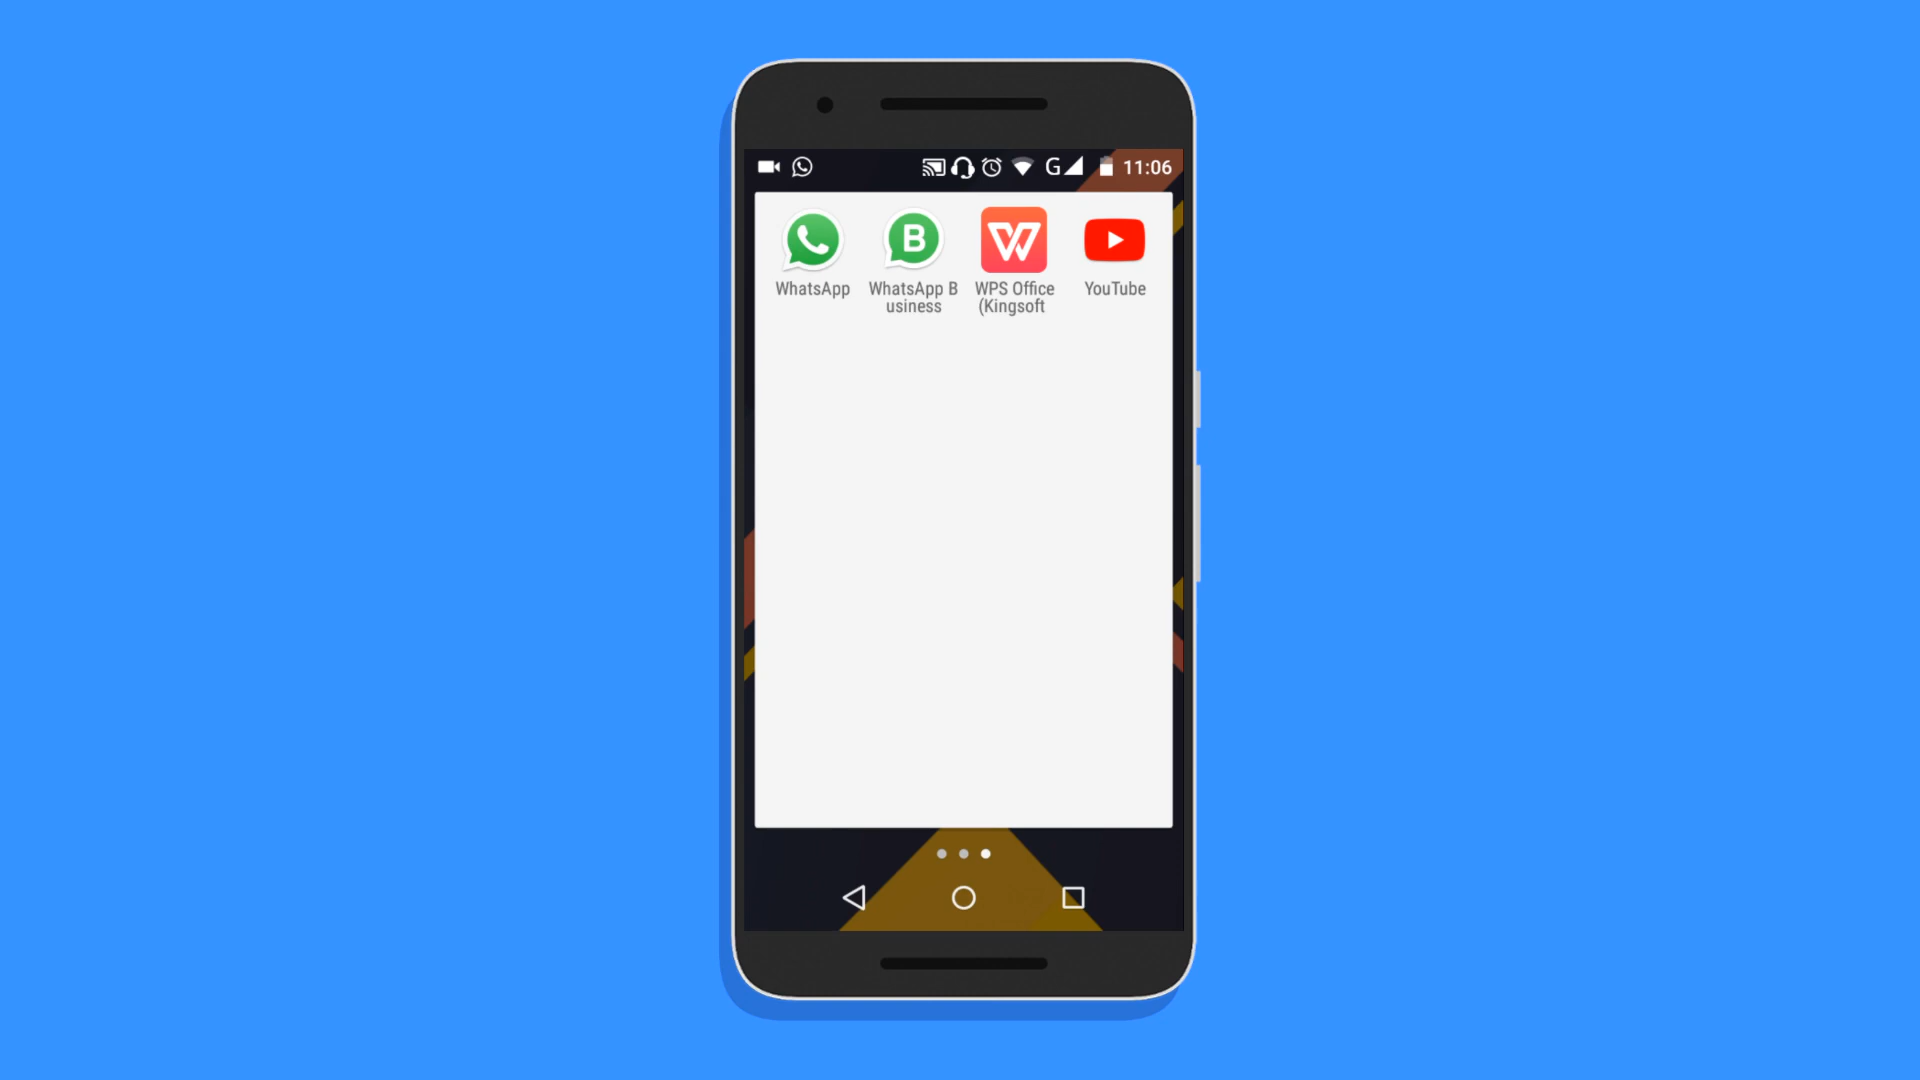 G 11:06
B
W
WhatsApp
WhatsApp B
usiness
WPS Office
(Kingsoft
YouTube